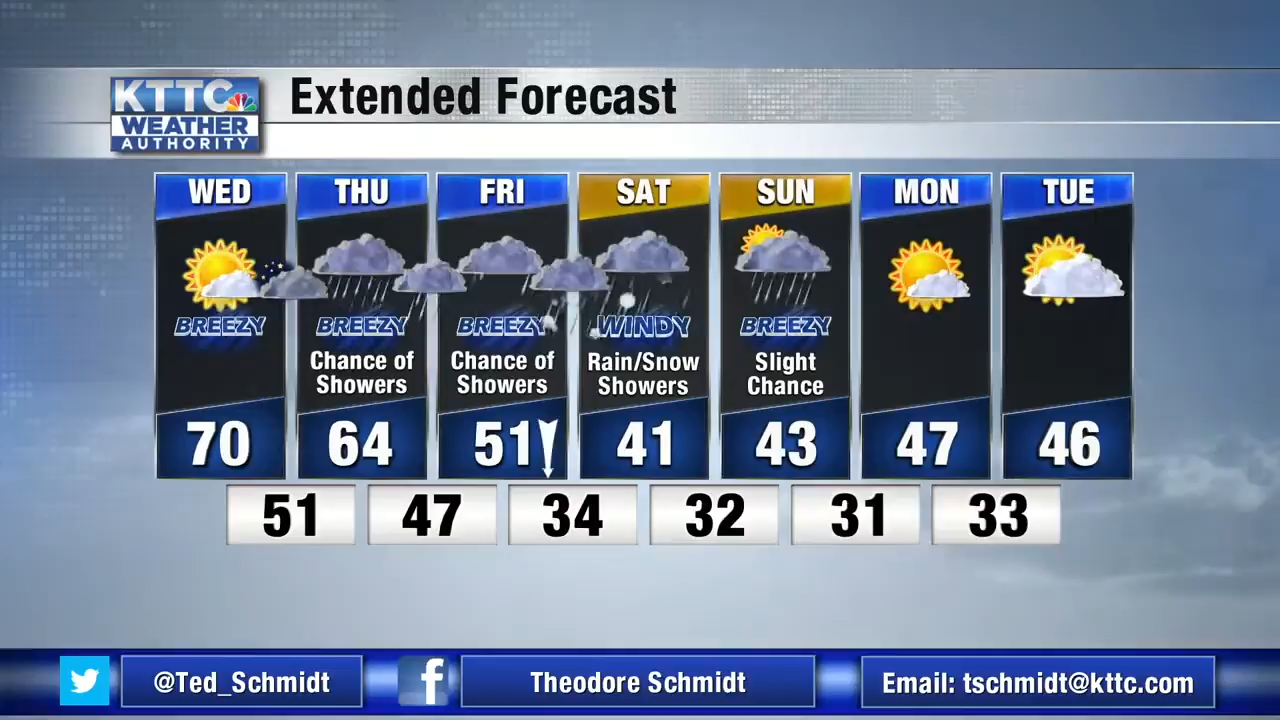 KTTC
WEATHER
AUTHORITY
Extended Forecast
WED THU FRI SAT SUN MON TUE
BREEZY BREEZY BREEZY WINDY BREEZY
Chance of Chance of Rain/Snow Slight
Showers Showers Showers Chance
70 64 51 41 43 47 46
51 47 34 32 31 33
@Ted_Schmidt f Theodore Schmidt Email: tschmidt@kttc.com